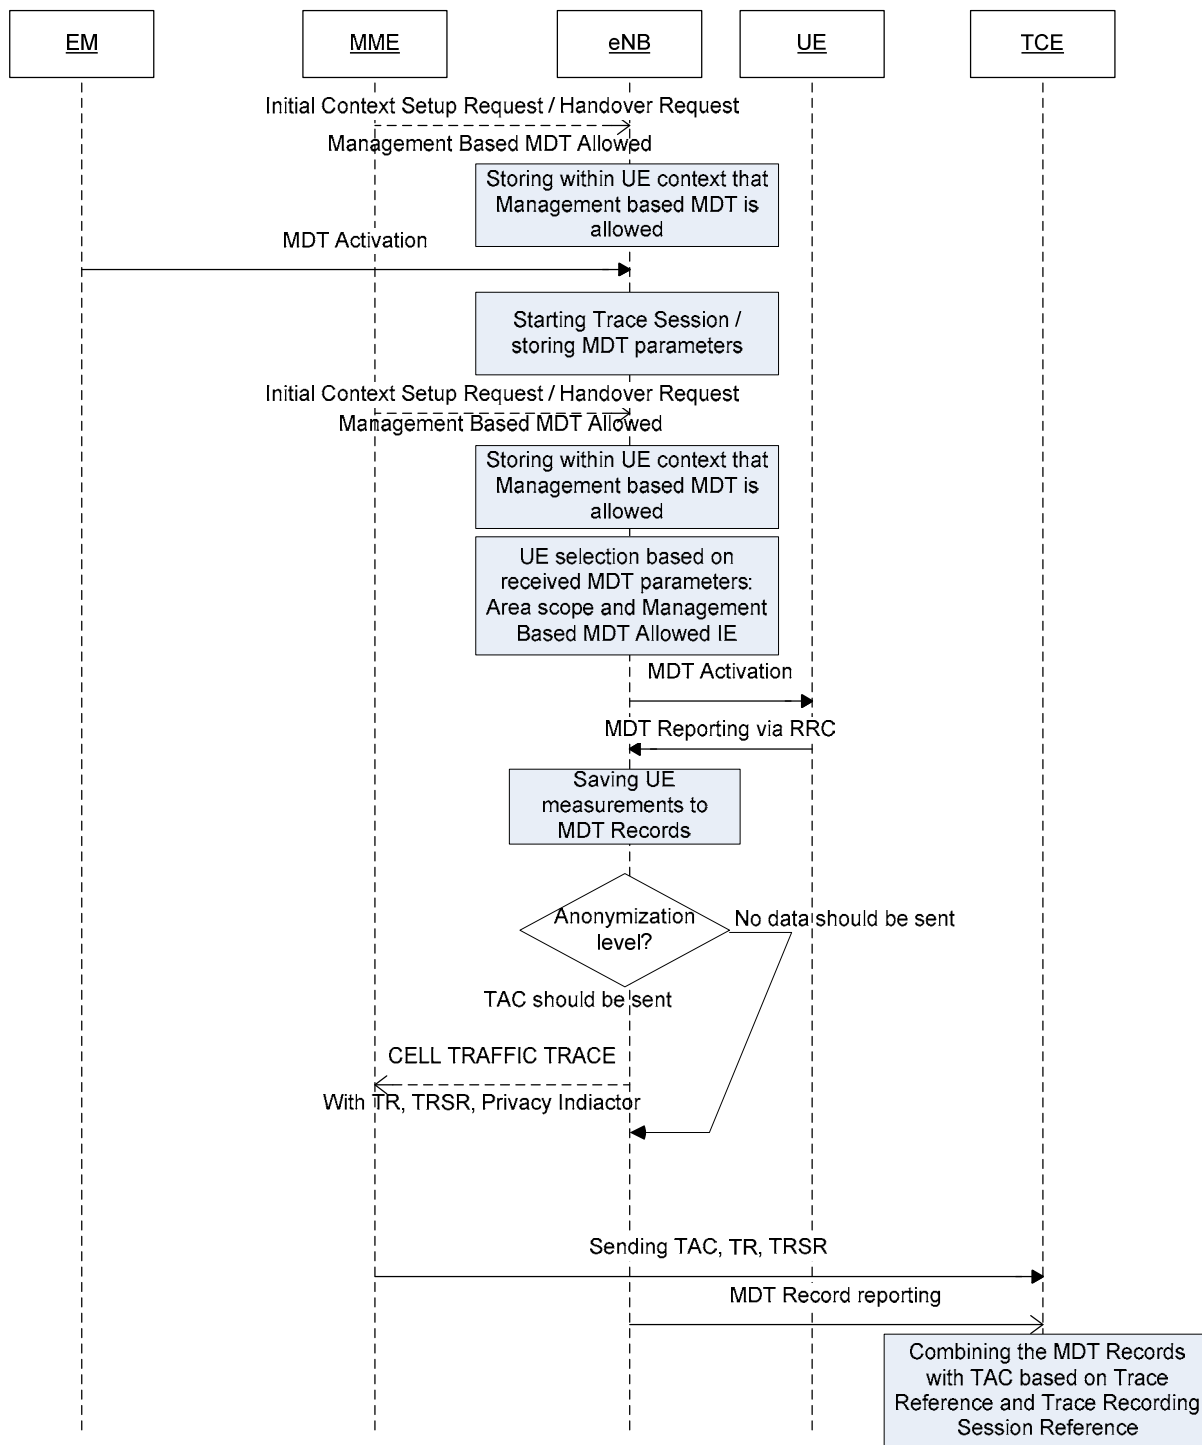 EM
MME
eNB
UE
TCE
Initial Context Setup Request / Handover Request
Management Based MDT Allowed
Storing within UE context that
Management based MDT is
allowed
MDT Activation
Starting Trace Session /
storing MDT parameters
Initial Context Setup Request / Handover Request
Management Based MDT Allowed
Storing within UE context that
Management based MDT is
allowed
UE selection based on
received MDT parameters:
Area scope and Management
Based MDT Allowed IE
MDT Activation
MDT Reporting via RRC
Saving UE
measurements to
MDT Records
Anonymization
level?
No data should be sent
TAC should be sent
CELL TRAFFIC TRACE
With TR, TRSR, Privacy Indiactor
Sending TAC, TR, TRSR
MDT Record reporting
Combining the MDT Records
with TAC based on Trace
Reference and Trace Recording
Session Reference